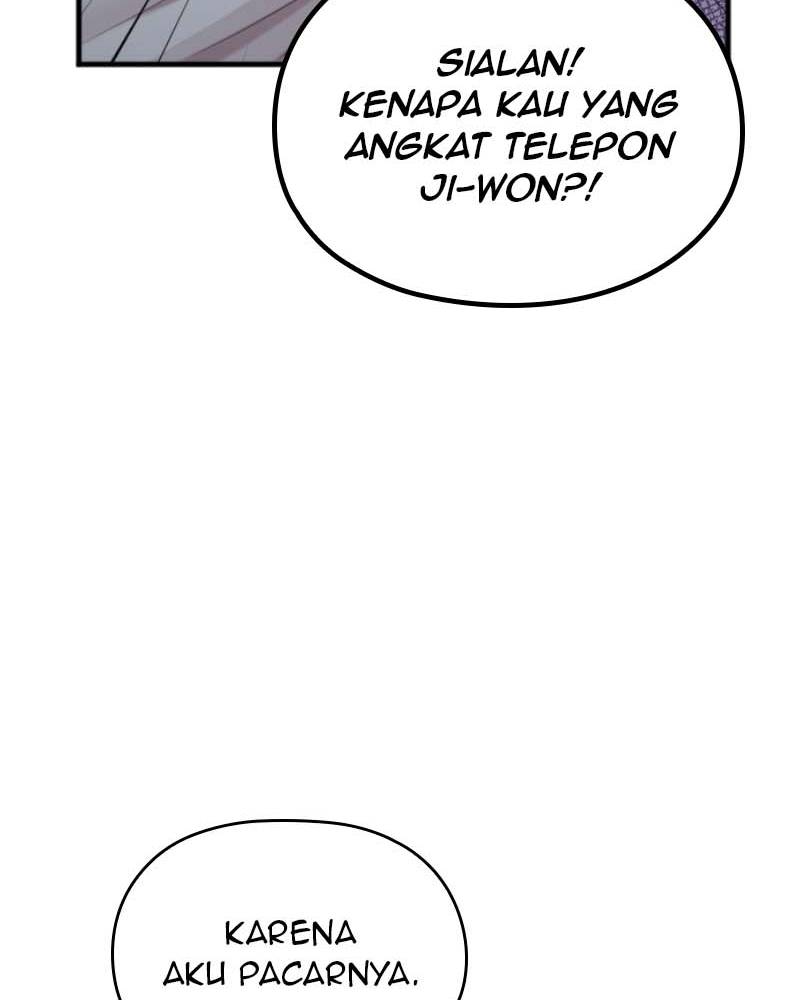 SIALAN!
KENAPA KAU YANG
ANGKAT TELEPON
JI-WON?!
KARENA
AKU PACARNYA.